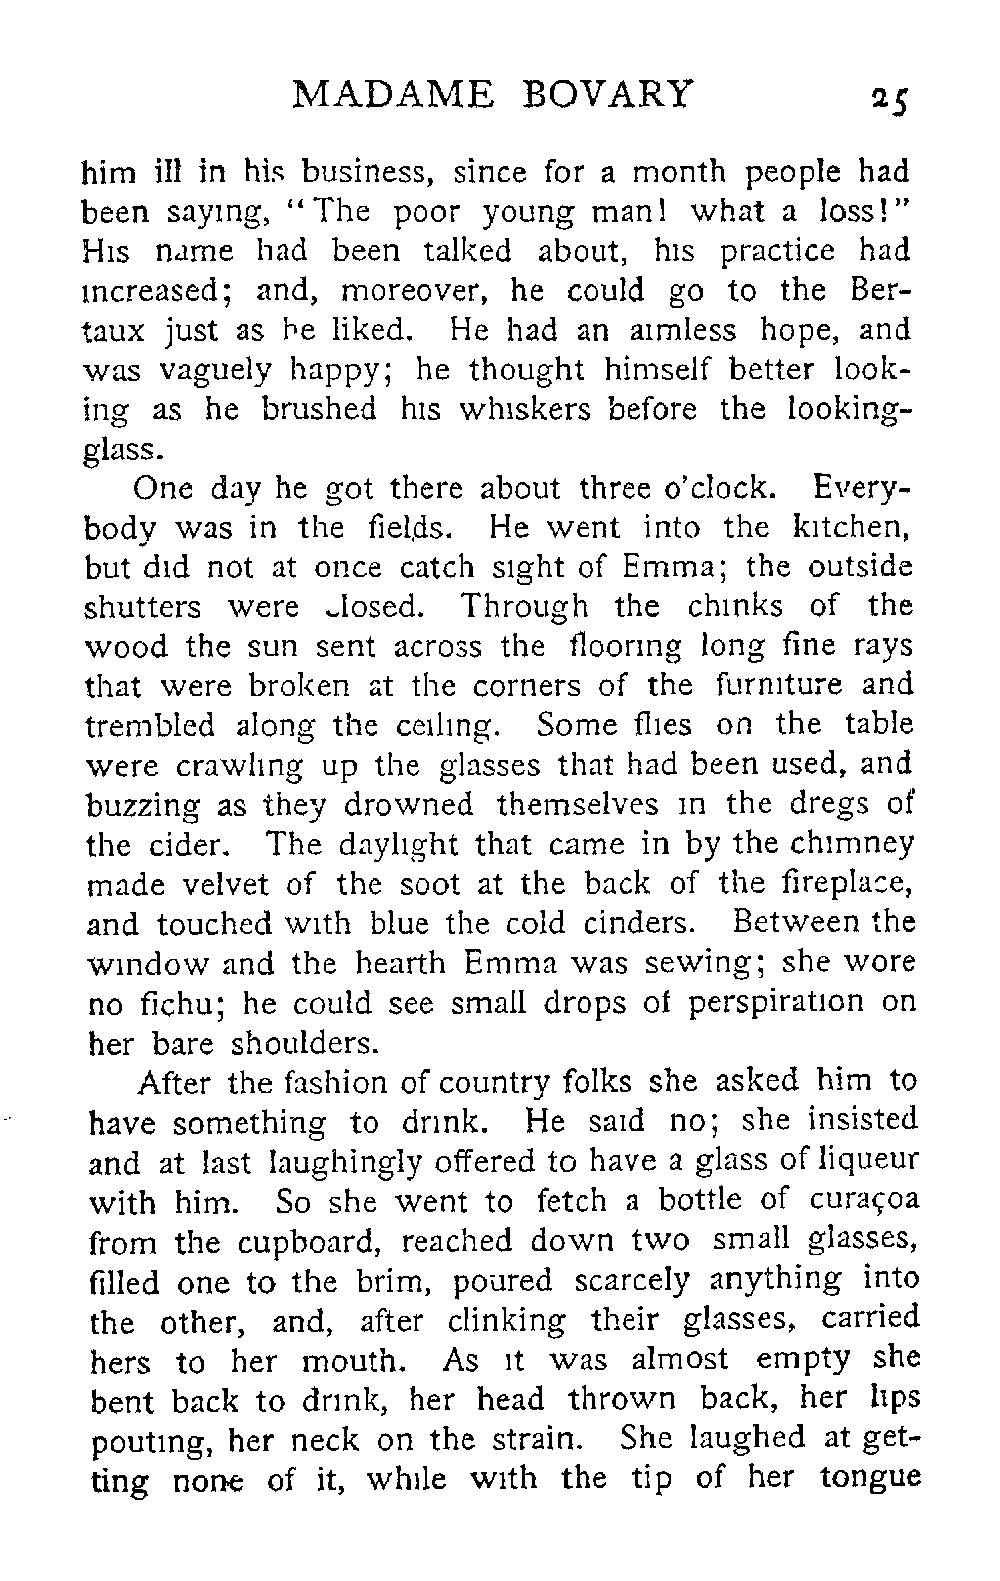 MADAME BOVARY 25
him ill in his business, since for a month people had
been saying, "The poor young man! what a loss!"
His name had been talked about, his practice had
increased; and, moreover, he could go to the Ber-
taux just as he liked. He had an aimless hope, and
was vaguely happy; he thought himself better look-
ing as he brushed his whiskers before the looking-
glass.
One day he got there about three o'clock. Every-
body was in the fields. He went into the kitchen,
but did not at once catch sight of Emma; the outside
shutters were closed. Through the chinks of the
wood the sun sent across the flooring long fine rays
that were broken at the corners of the furniture and
trembled along the ceiling. Some flies on the table
were crawling up the glasses that had been used, and
buzzing as they drowned themselves in the dregs of
the cider. The daylight that came in by the chimney
made velvet of the soot at the back of the fireplace,
and touched with blue the cold cinders. Between the
window and the hearth Emma was sewing; she wore
no fichu; he could see small drops of perspiration on
her bare shoulders.
After the fashion of country folks she asked him to
have something to drink. He said no; she insisted
and at last laughingly offered to have a glass of liqueur
with him. So she went to fetch a bottle of curaçoa
from the cupboard, reached down two small glasses,
filled one to the brim, poured scarcely anything into
the other, and, after clinking their glasses, carried
hers to her mouth. As it was almost empty she
bent back to drink, her head thrown back, her lips
pouting, her neck on the strain. She laughed at get-
ting none of it, while with the tip of her tongue